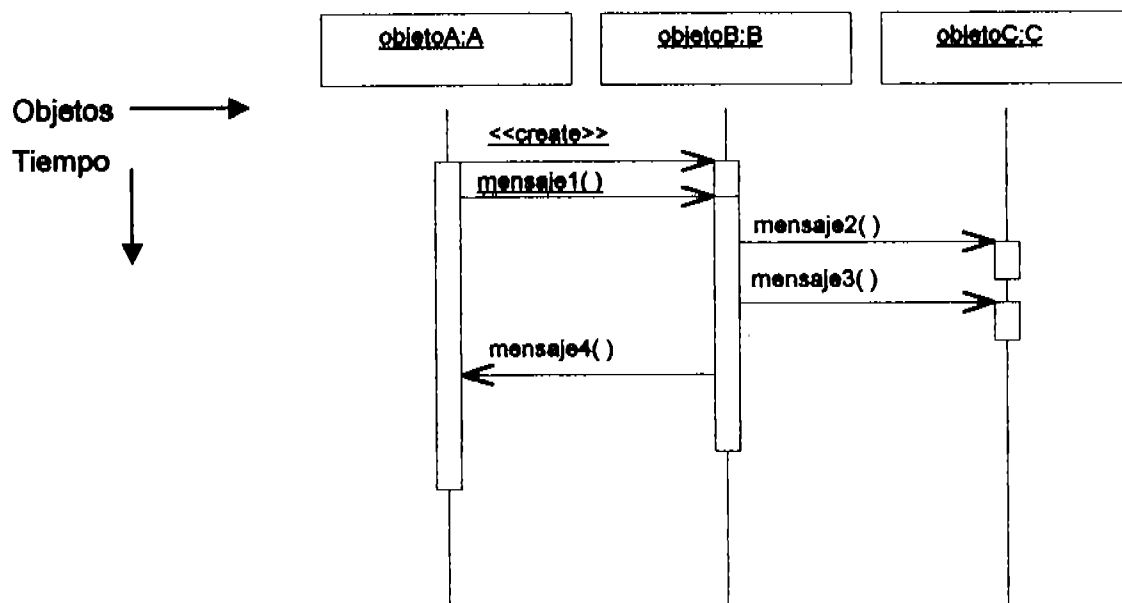 objetoA:A
objetoB:B
objetoC:C
Objetos
Tiempo
<<create>>
mensaje1( )
mensaje2( )
mensaje3( )
mensaje4( )